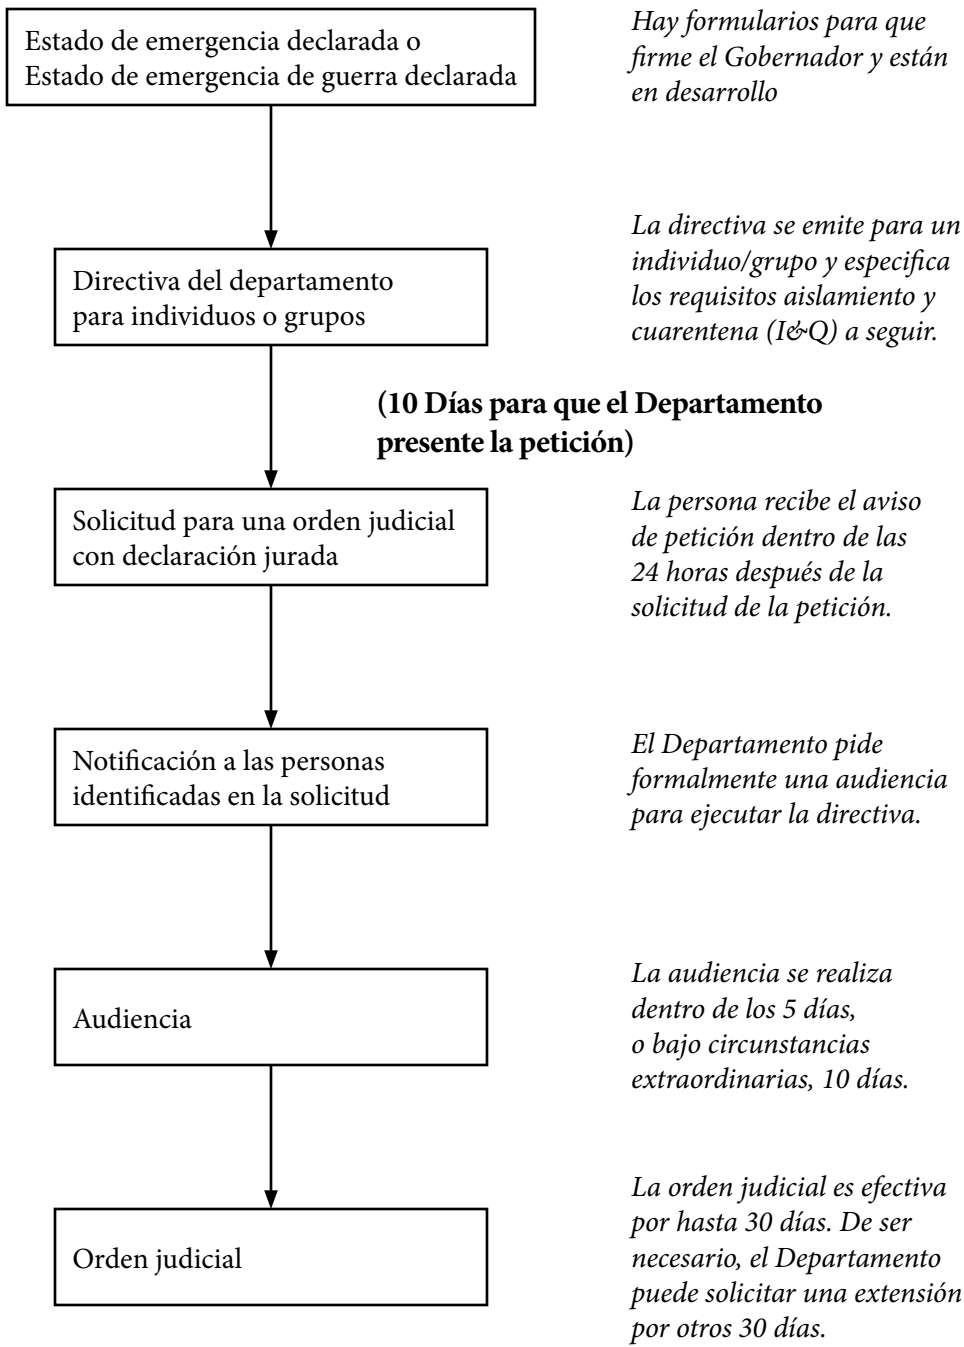 Estado de emergencia declarada o
Estado de emergencia de guerra declarada
Hay formularios para que
firme el Gobernador y están
en desarrollo
Directiva del departamento
para individuos o grupos
La directiva se emite para un
individuo/grupo y especifica
los requisitos aislamiento y
cuarentena (I&Q) a seguir.
(10 Días para que el Departamento
presente la petición)
Solicitud para una orden judicial
con declaración jurada
La persona recibe el aviso
de petición dentro de las
24 horas después de la
solicitud de la petición.
Notificación a las personas
identificadas en la solicitud
El Departamento pide
formalmente una audiencia
para ejecutar la directiva.
Audiencia
La audiencia se realiza
dentro de los 5 días,
o bajo circunstancias
extraordinarias, 10 días.
Orden judicial
La orden judicial es efectiva
por hasta 30 días. De ser
necesario, el Departamento
puede solicitar una extensión
por otros 30 días.